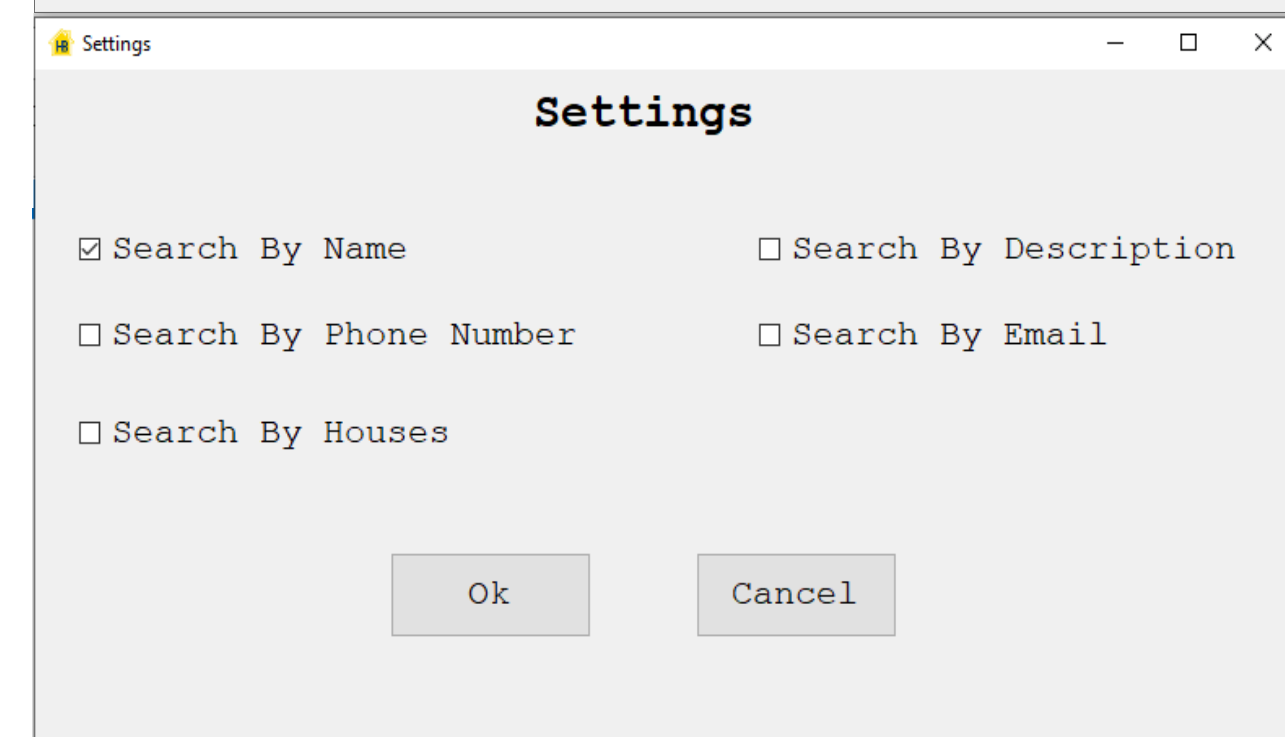 HB Settings
Settings
Search By Name
Search By Description
Search By Phone Number
Search By Email
Search By Houses
Ok
Cancel